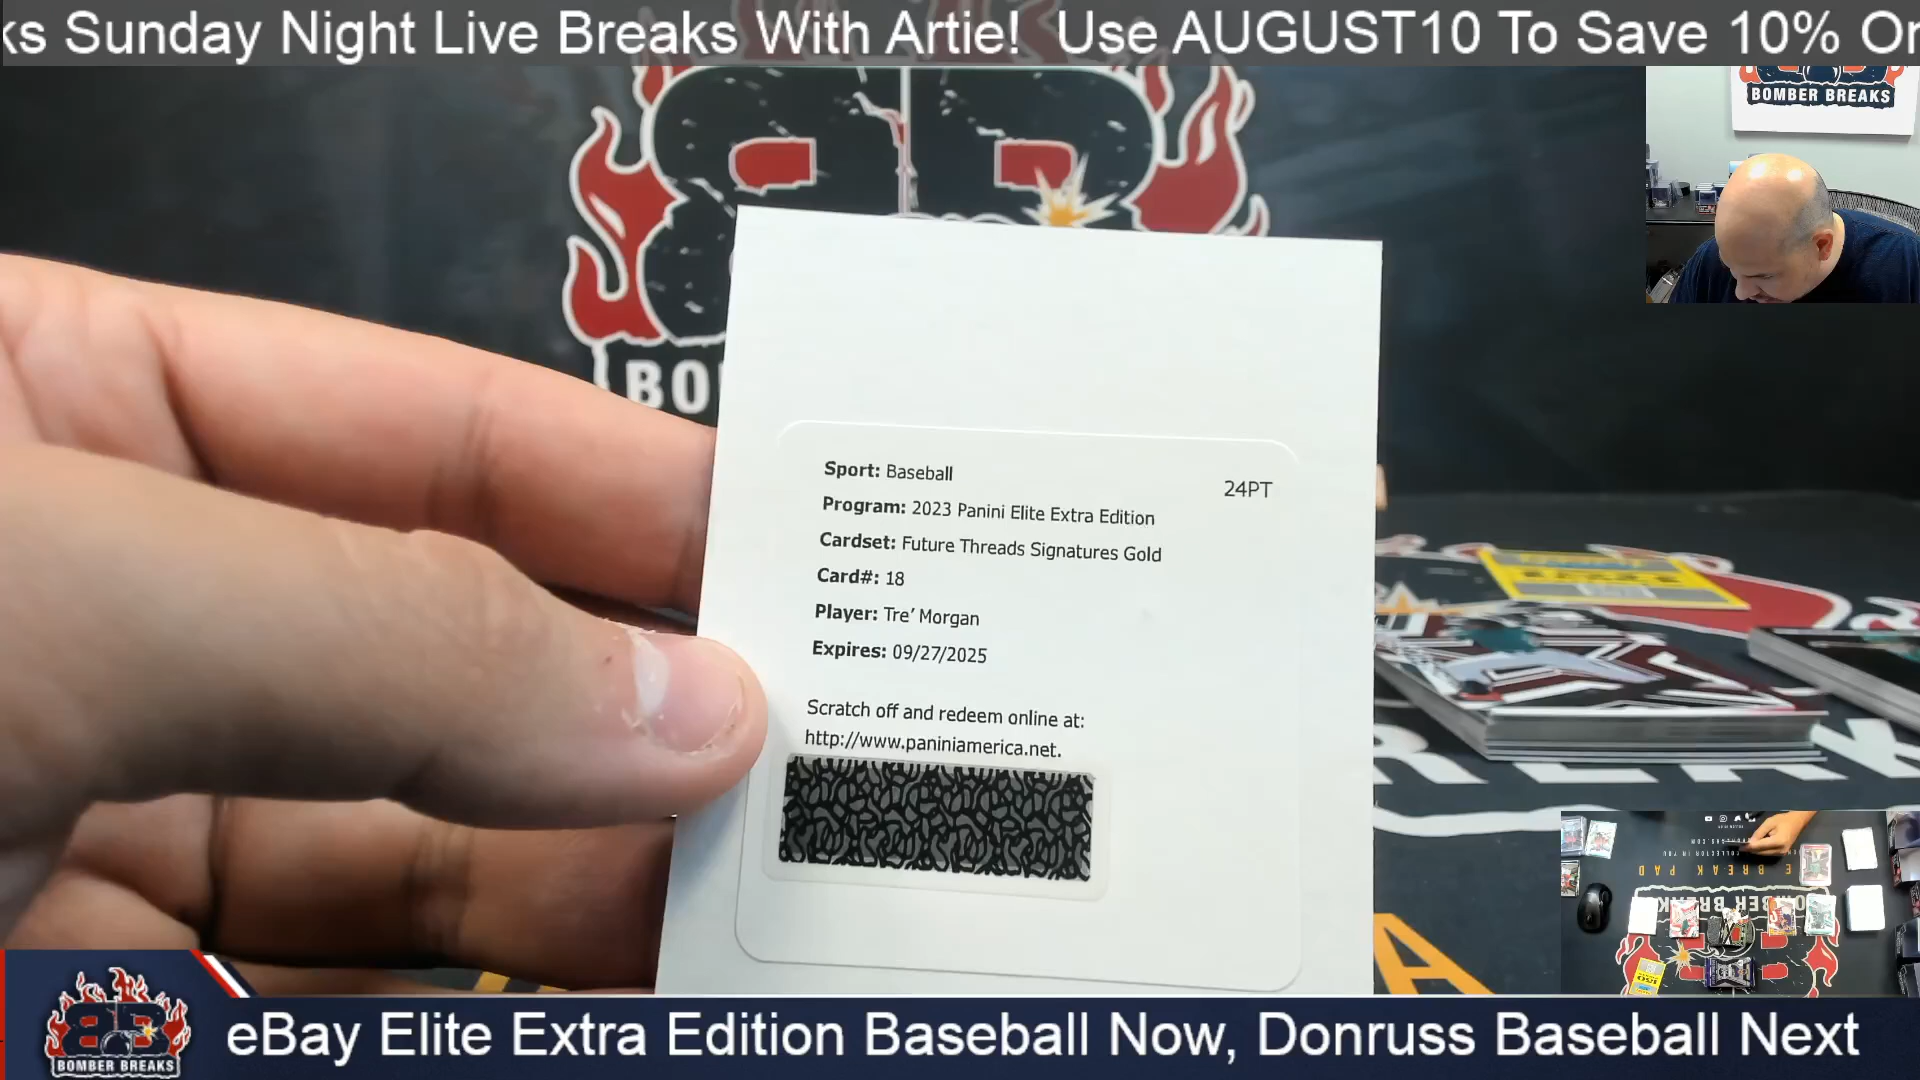 ks Sunday Night Live Breaks With Artie!  Use AUGUST10 To Save 10% On
BOMBER BREAKS
BO
Sport: Baseball
24PT
Program: 2023 Panini Elite Extra Edition
Cardset: Future Threads Signatures Gold
Card#: 18
Player: Tre’ Morgan
Expires: 09/27/2025
Scratch off and redeem online at:
http://www.paniniamerica.net.
E BREAK PAD
BOMBER BREAKS
eBay Elite Extra Edition Baseball Now, Donruss Baseball Next